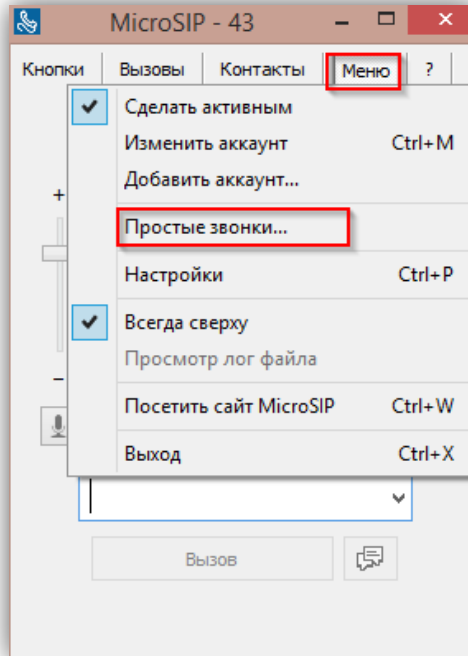 MicroSIP - 43
Кнопки Вызовы Контакты Меню ?
Сделать активным
Изменить аккаунт Ctrl+M
Добавить аккаунт...
Простые звонки...
Настройки Ctrl+P
Всегда сверху
Просмотр лог файла
Посетить сайт MicroSIP Ctrl+W
Выход Ctrl+X
Вызов